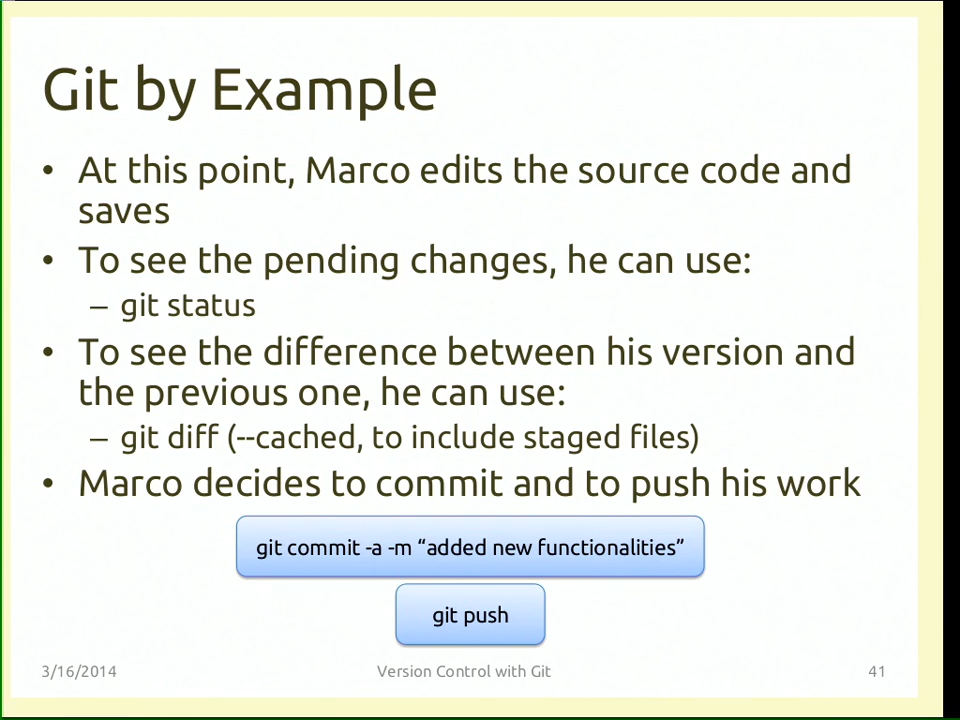 Git by Example
• At this point, Marco edits the source code and
saves
• To see the pending changes, he can use:
– git status
• To see the difference between his version and
the previous one, he can use:
– git diff (--cached, to include staged files)
• Marco decides to commit and to push his work
git commit -a -m “added new functionalities”
git push
3/16/2014 Version Control with Git 41